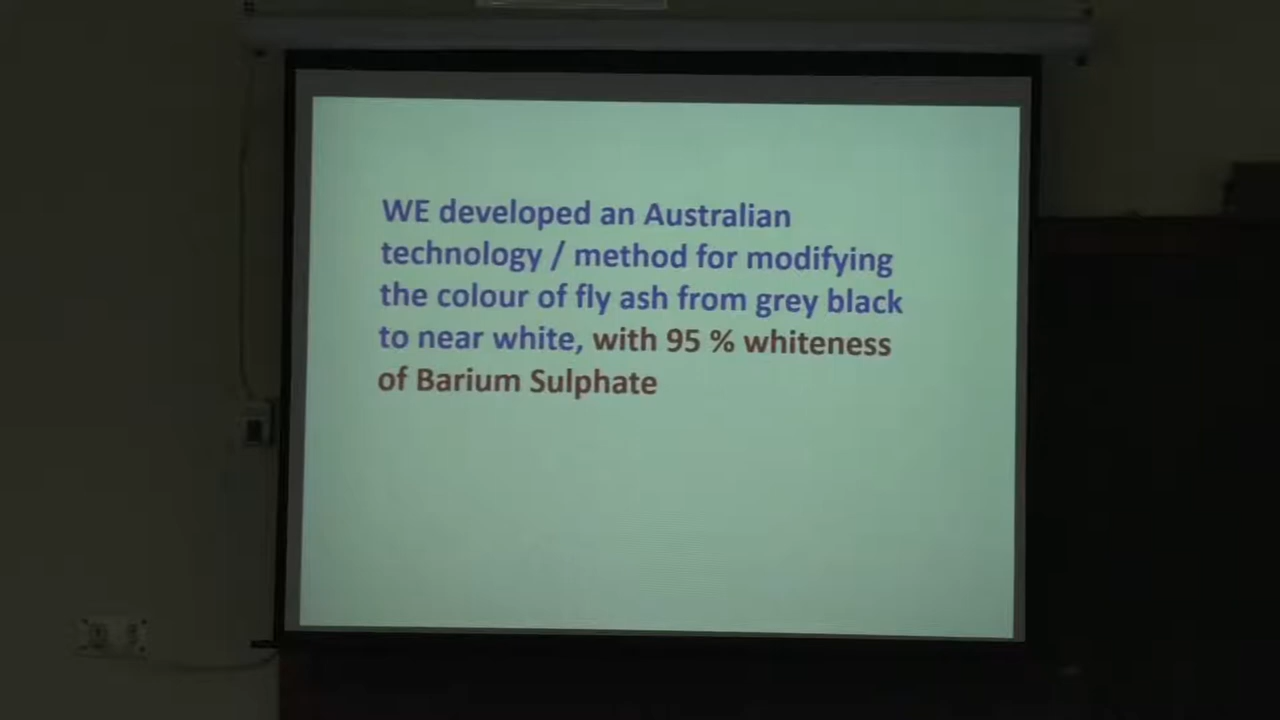 WE developed an Australian
technology / method for modifying
the colour of fly ash from grey black
to near white, with 95 % whiteness
of Barium Sulphate